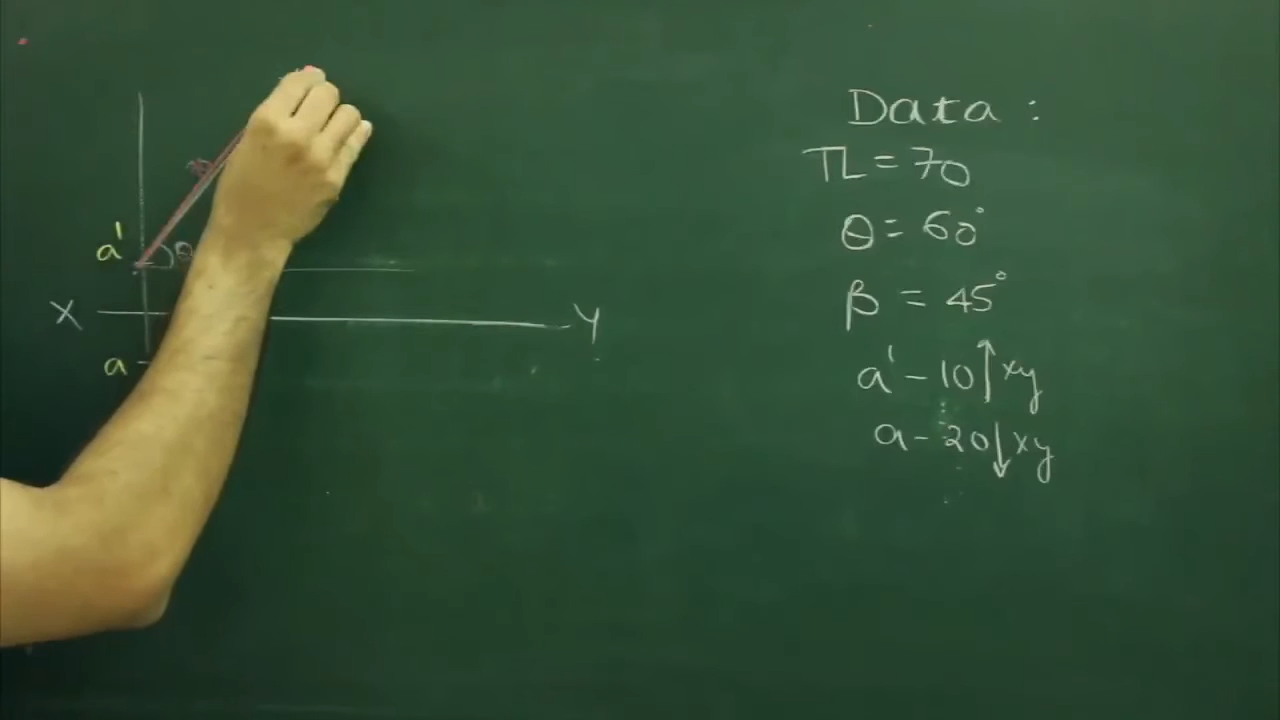 Data :
TL = 70
θ = 60°
β = 45°
a' - 10 ↑ xy
a - 20 ↓ xy
a'
θ
X
Y
a